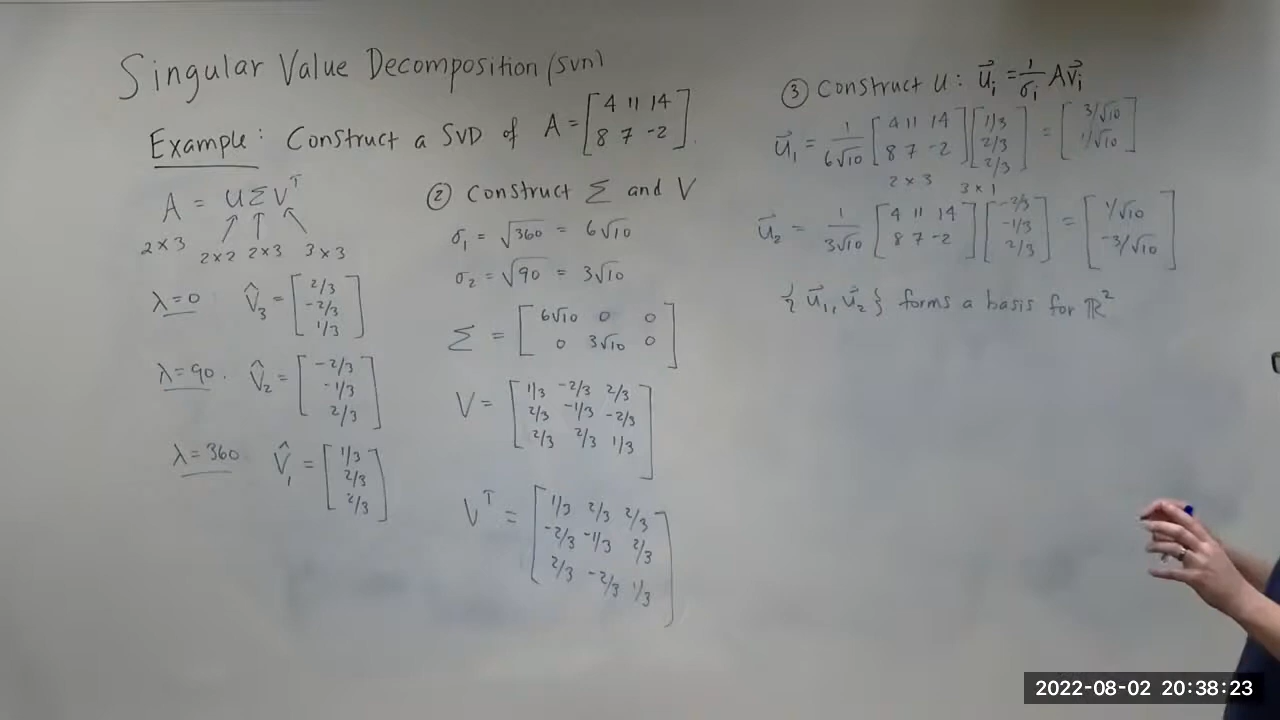 Singular Value Decomposition (SVD)
Example: Construct a SVD of A = [4 11 14
8 7 -2]
A = UΣV^T
2×3 2×2 2×3 3×3
λ=0 v̂₃ = [2/3
-2/3
1/3]
λ=90. v̂₂ = [-2/3
-1/3
2/3]
λ=360 v̂₁ = [1/3
2/3
2/3]
② Construct Σ and V
σ₁ = √360 = 6√10
σ₂ = √90 = 3√10
Σ = [6√10 0 0
0 3√10 0]
V = [1/3 -2/3 2/3
2/3 -1/3 -2/3
2/3 2/3 1/3]
V^T = [1/3 2/3 2/3
-2/3 -1/3 2/3
2/3 -2/3 1/3]
③ Construct U: u⃗ᵢ = 1/σᵢ Av⃗ᵢ
u⃗₁ = 1/6√10 [4 11 14
8 7 -2] [1/3
2/3
2/3] = [3/√10
1/√10]
2×3 3×1
u⃗₂ = 1/3√10 [4 11 14
8 7 -2] [-2/3
-1/3
2/3] = [1/√10
-3/√10]
{u⃗₁, u⃗₂} forms a basis for ℝ²
2022-08-02 20:38:23